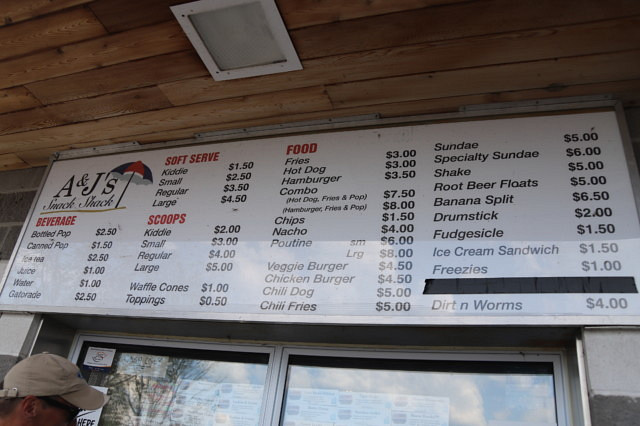 A & J's
Snack Shack
BEVERAGE
Bottled Pop $2.50
Canned Pop $1.50
Ice tea $2.50
Juice $1.00
Water $1.00
Gatorade $2.50
SOFT SERVE
Kiddie $1.50
Small $2.50
Regular $3.50
Large $4.50
SCOOPS
Kiddie $2.00
Small $3.00
Regular $4.00
Large $5.00
Waffle Cones $1.00
Toppings $0.50
FOOD
Fries $3.00
Hot Dog $3.00
Hamburger $3.50
Combo
(Hot Dog, Fries & Pop) $7.50
(Hamburger, Fries & Pop) $8.00
Chips $1.50
Nacho $4.00
Poutine sm $6.00
Lrg $8.00
Veggie Burger $4.50
Chicken Burger $4.50
Chili Dog $5.00
Chili Fries $5.00
Sundae $5.00
Specialty Sundae $6.00
Shake $5.00
Root Beer Floats $5.00
Banana Split $6.50
Drumstick $2.00
Fudgesicle $1.50
Ice Cream Sandwich $1.50
Freezies $1.00
Dirt n Worms $4.00
HERE